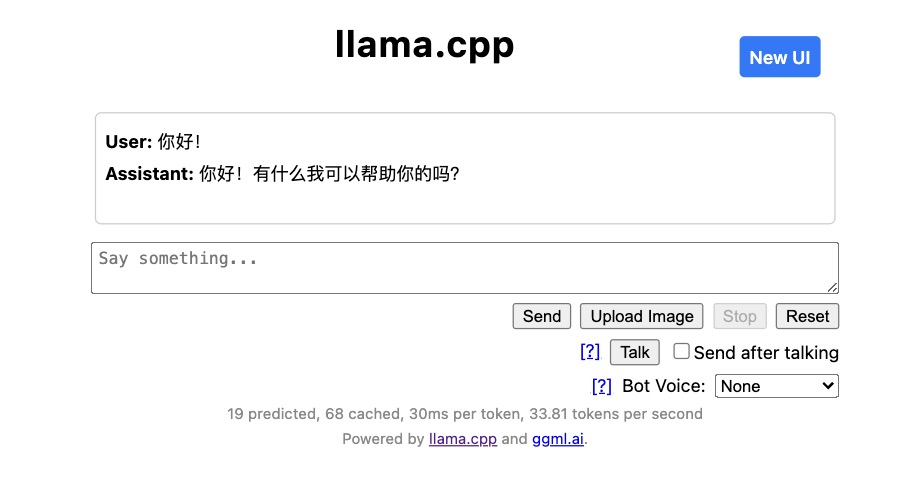 llama.cpp
New UI
User: 你好！
Assistant: 你好！有什么我可以帮助你的吗？
Say something...
Send Upload Image Stop Reset
[?] Talk Send after talking
[?] Bot Voice: None
19 predicted, 68 cached, 30ms per token, 33.81 tokens per second
Powered by llama.cpp and ggml.ai.